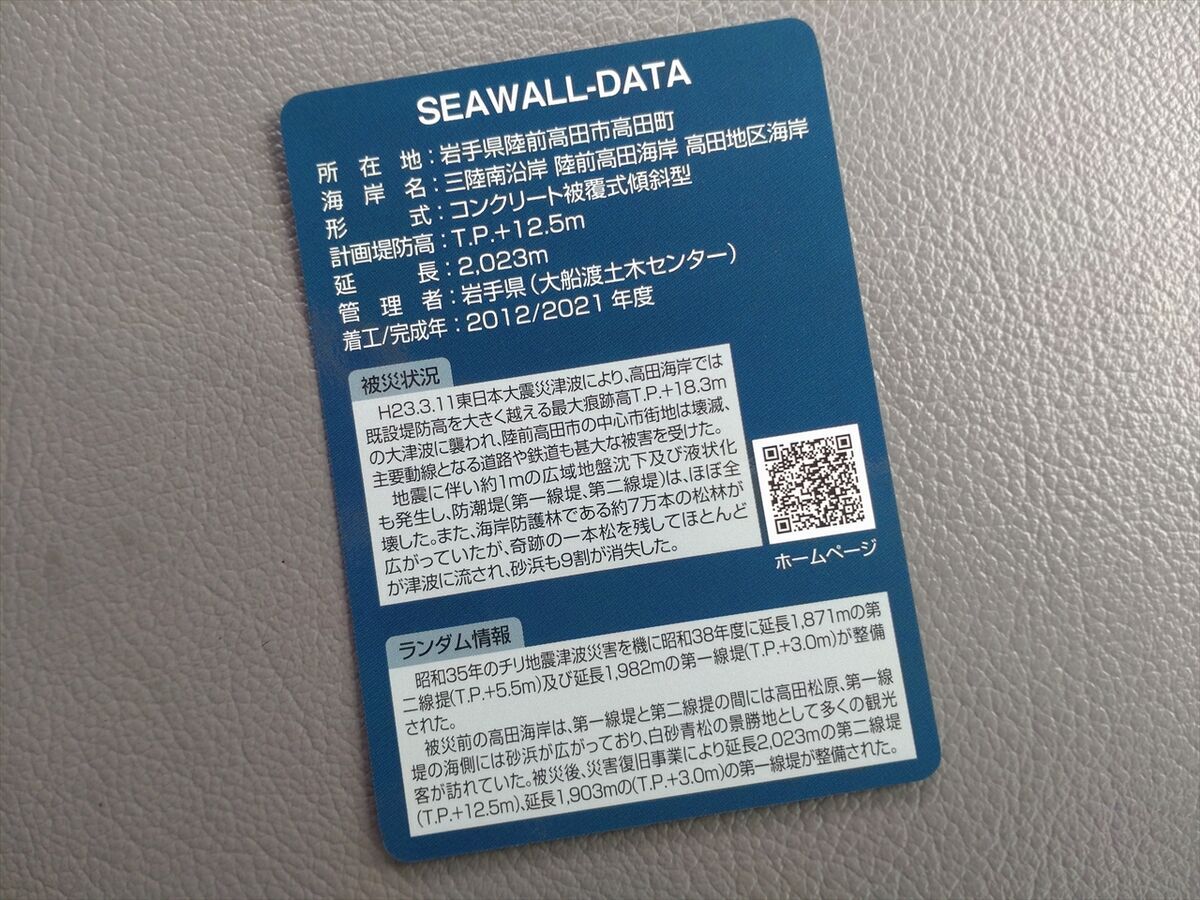 SEAWALL-DATA
所在地:岩手県陸前高田市高田町
海岸名:三陸南沿岸 陸前高田海岸 高田地区海岸
形式:コンクリート被覆式傾斜型
計画堤防高:T.P.+12.5m
延長:2,023m
管理者:岩手県(大船渡土木センター)
着工/完成年:2012/2021 年度
被災状況
H23.3.11東日本大震災津波により、高田海岸では
既設堤防高を大きく越える最大痕跡高T.P.+18.3m
の大津波に襲われ、陸前高田市の中心市街地は壊滅、
主要動線となる道路や鉄道も甚大な被害を受けた。
地震に伴い約1mの広域地盤沈下及び液状化
も発生し、防潮堤(第一線堤、第二線堤)は、ほぼ全
壊した。また、海岸防護林である約7万本の松林が
広がっていたが、奇跡の一本松を残してほとんど
が津波に流され、砂浜も9割が消失した。
ホームページ
ランダム情報
昭和35年のチリ地震津波災害を機に昭和38年度に延長1,871mの第
二線堤(T.P.+5.5m)及び延長1,982mの第一線堤(T.P.+3.0m)が整備
された。
被災前の高田海岸は、第一線堤と第二線提の間には高田松原、第一線
堤の海側には砂浜が広がっており、白砂青松の景勝地として多くの観光
客が訪れていた。被災後、災害復旧事業により延長2,023mの第二線堤
(T.P.+12.5m)、延長1,903mの(T.P.+3.0m)の第一線堤が整備された。